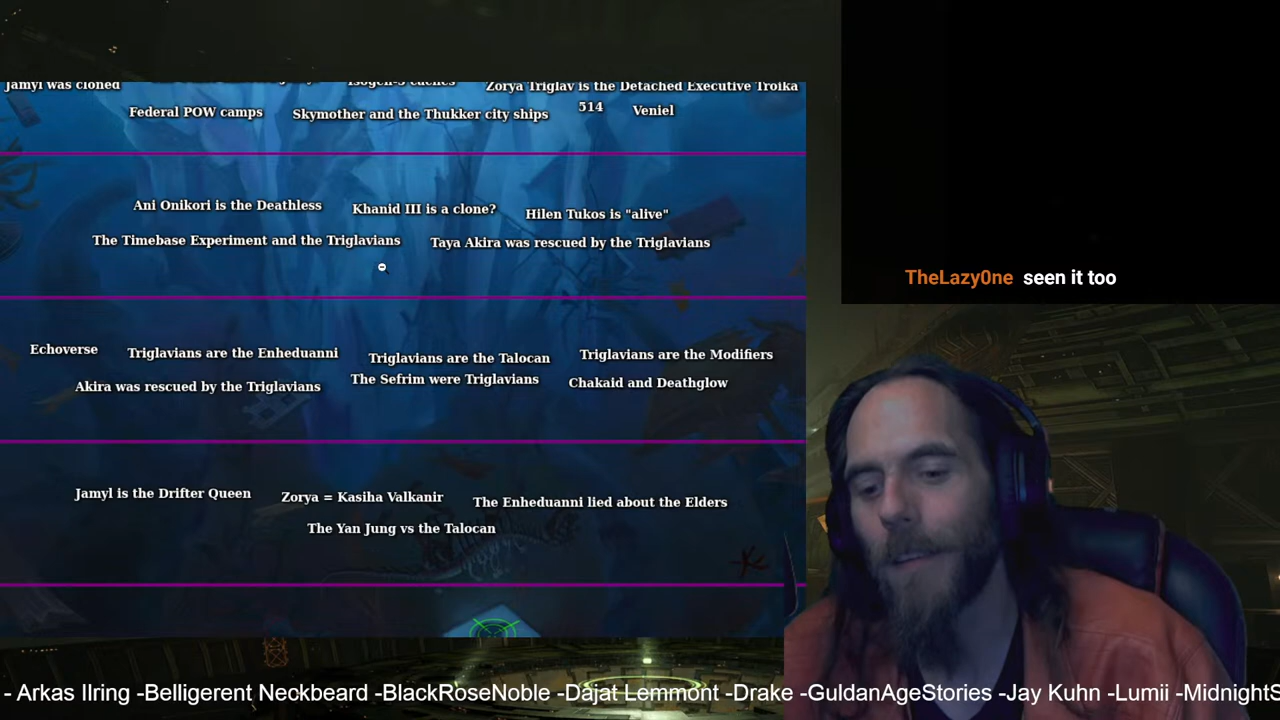 Jamyl was cloned
Isogen-5 caches
Zorya Triglav is the Detached Executive Troika
Federal POW camps
Skymother and the Thukker city ships
514
Veniel
Ani Onikori is the Deathless
Khanid III is a clone?
Hilen Tukos is "alive"
The Timebase Experiment and the Triglavians
Taya Akira was rescued by the Triglavians
TheLazy0ne seen it too
Echoverse
Triglavians are the Enheduanni
Triglavians are the Talocan
Triglavians are the Modifiers
Akira was rescued by the Triglavians
The Sefrim were Triglavians
Chakaid and Deathglow
Jamyl is the Drifter Queen
Zorya = Kasiha Valkanir
The Enheduanni lied about the Elders
The Yan Jung vs the Talocan
- Arkas Ilring -Belligerent Neckbeard -BlackRoseNoble -Dajat Lemmont -Drake -GuldanAgeStories -Jay Kuhn -Lumii -MidnightS